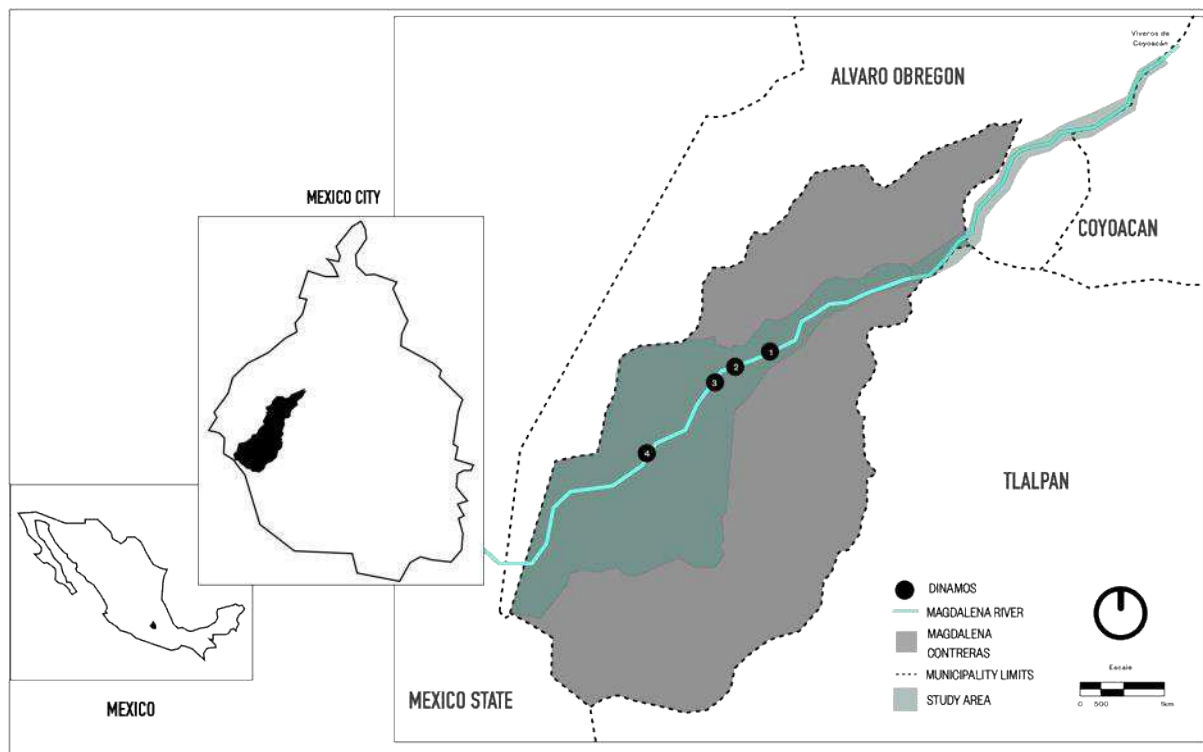 Viveros de
Coyoacán
ALVARO OBREGON
MEXICO CITY
COYOACAN
1
2
3
4
TLALPAN
DINAMOS
MAGDALENA RIVER
MAGDALENA
CONTRERAS
MUNICIPALITY LIMITS
STUDY AREA
Escale
0 500 1km
MEXICO STATE
MEXICO